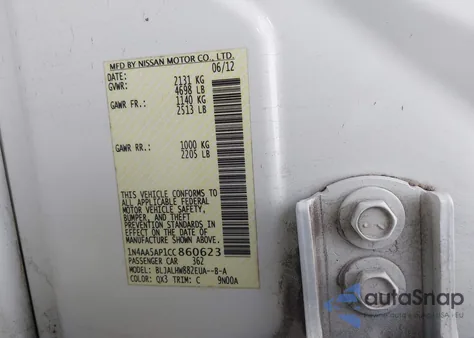 MFD BY NISSAN MOTOR CO., LTD.
DATE: 06/12
GVWR: 2131 KG
4698 LB
GAWR FR.: 1140 KG
2513 LB
GAWR RR.: 1000 KG
2205 LB
THIS VEHICLE CONFORMS TO
ALL APPLICABLE FEDERAL
MOTOR VEHICLE SAFETY,
BUMPER, AND THEFT
PREVENTION STANDARDS IN
EFFECT ON THE DATE OF
MANUFACTURE SHOWN ABOVE.
1N4AA5AP1CC860623
PASSENGER CAR 362
MODEL: BLJALHW882EUA--B-A
COLOR: QX3 TRIM: C 9N00A
autoSnap